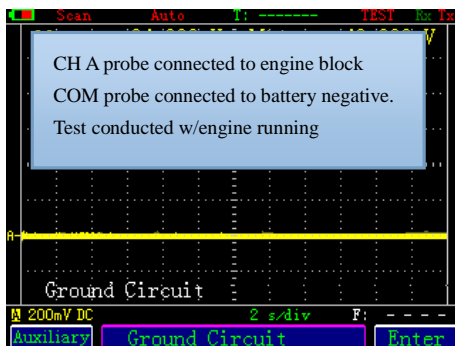 Scan Auto T: ------- TEST Rx Tx
CH A probe connected to engine block
COM probe connected to battery negative.
Test conducted w/engine running
A
Ground Circuit
A 200mV DC 2 s/div F: - - - -
Auxiliary Ground Circuit Enter